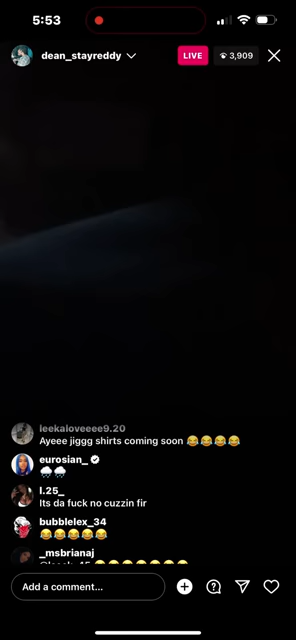 5:53
dean_stayreddy
LIVE
3,909
leekaloveeee9.20
Ayeee jiggg shirts coming soon 😂😂😂😂
eurosian_
🌧🌧
l.25_
Its da fuck no cuzzin fir
bubblelex_34
😂😂😂😂😂
_msbrianaj
Add a comment...